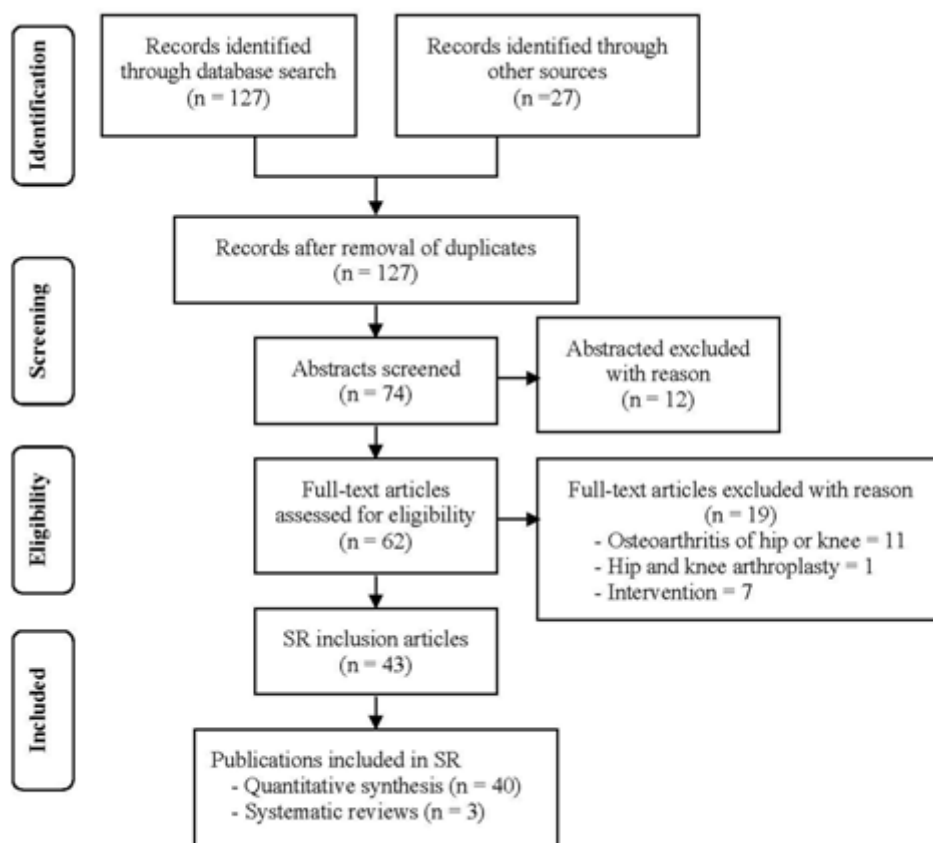 Identification
Records identified
through database search
(n = 127)
Records identified through
other sources
(n =27)
Records after removal of duplicates
(n = 127)
Screening
Abstracts screened
(n = 74)
Abstracted excluded
with reason
(n = 12)
Eligibility
Full-text articles
assessed for eligibility
(n = 62)
Full-text articles excluded with reason
(n = 19)
- Osteoarthritis of hip or knee = 11
- Hip and knee arthroplasty = 1
- Intervention = 7
SR inclusion articles
(n = 43)
Included
Publications included in SR
- Quantitative synthesis (n = 40)
- Systematic reviews (n = 3)